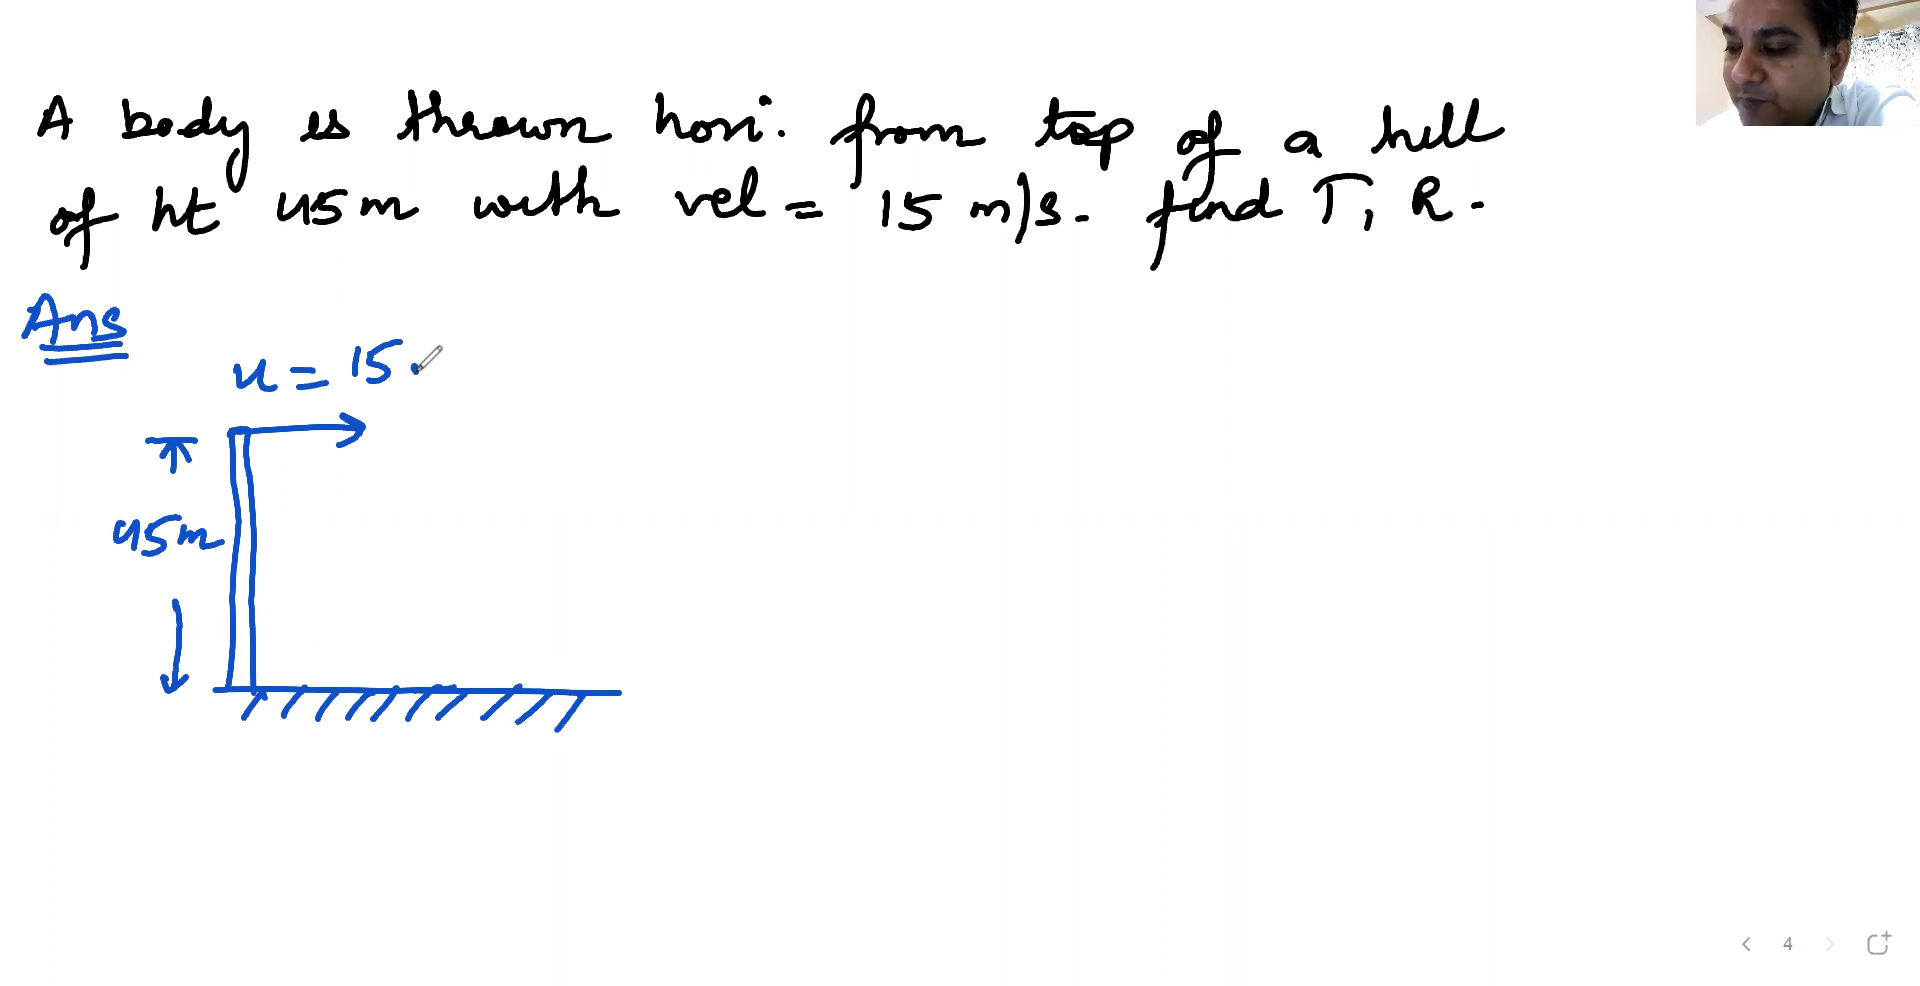 A body is thrown hori. from top of a hill
of ht 45m with vel = 15 m/s. find T, R.
Ans
u = 15
45m
4